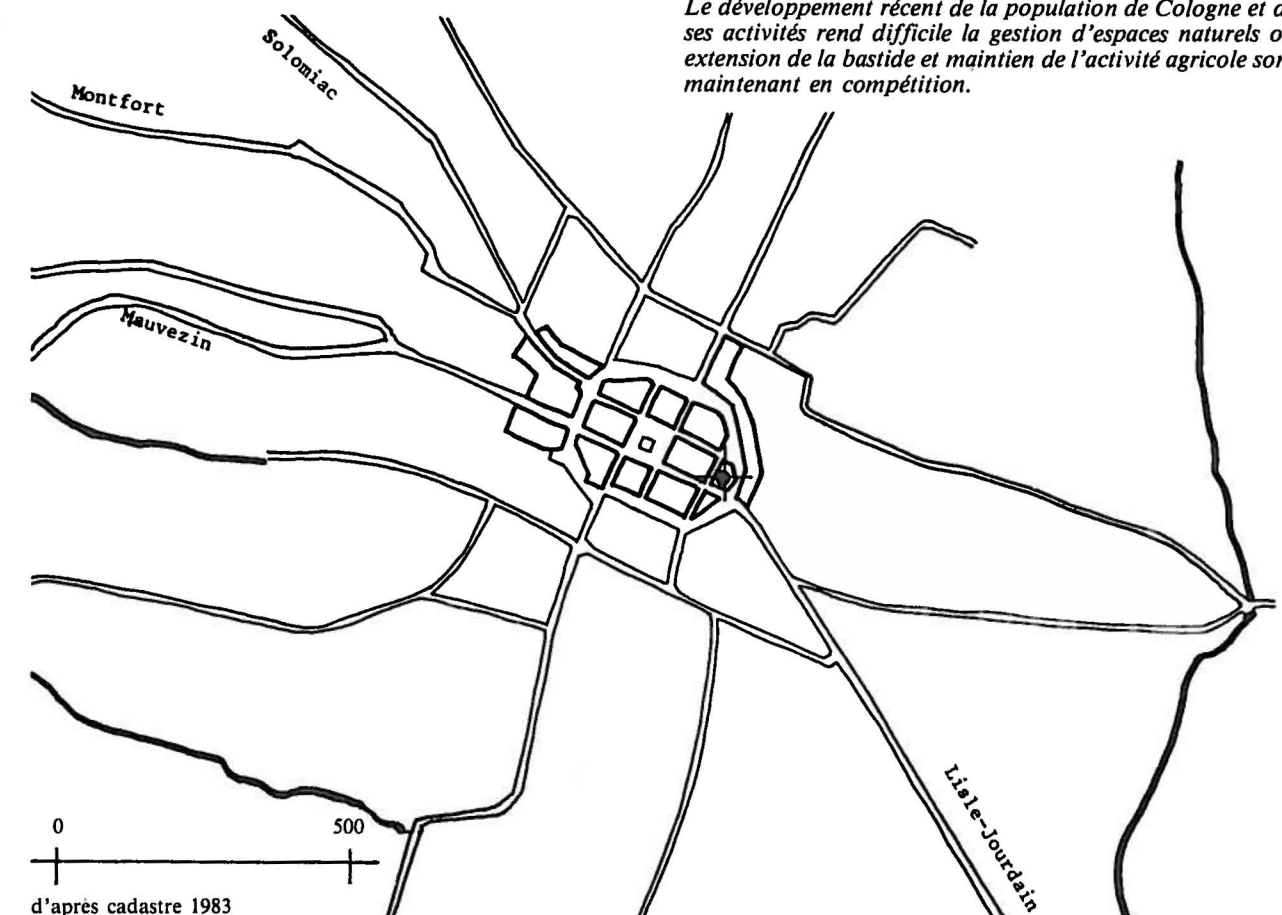 Le développement récent de la population de Cologne et
ses activités rend difficile la gestion d'espaces naturels
extension de la bastide et maintien de l'activité agricole
maintenant en compétition.
Solomiac
Montfort
Mauvezin
Lisle-Jourdain
0 500
d'après cadastre 1983